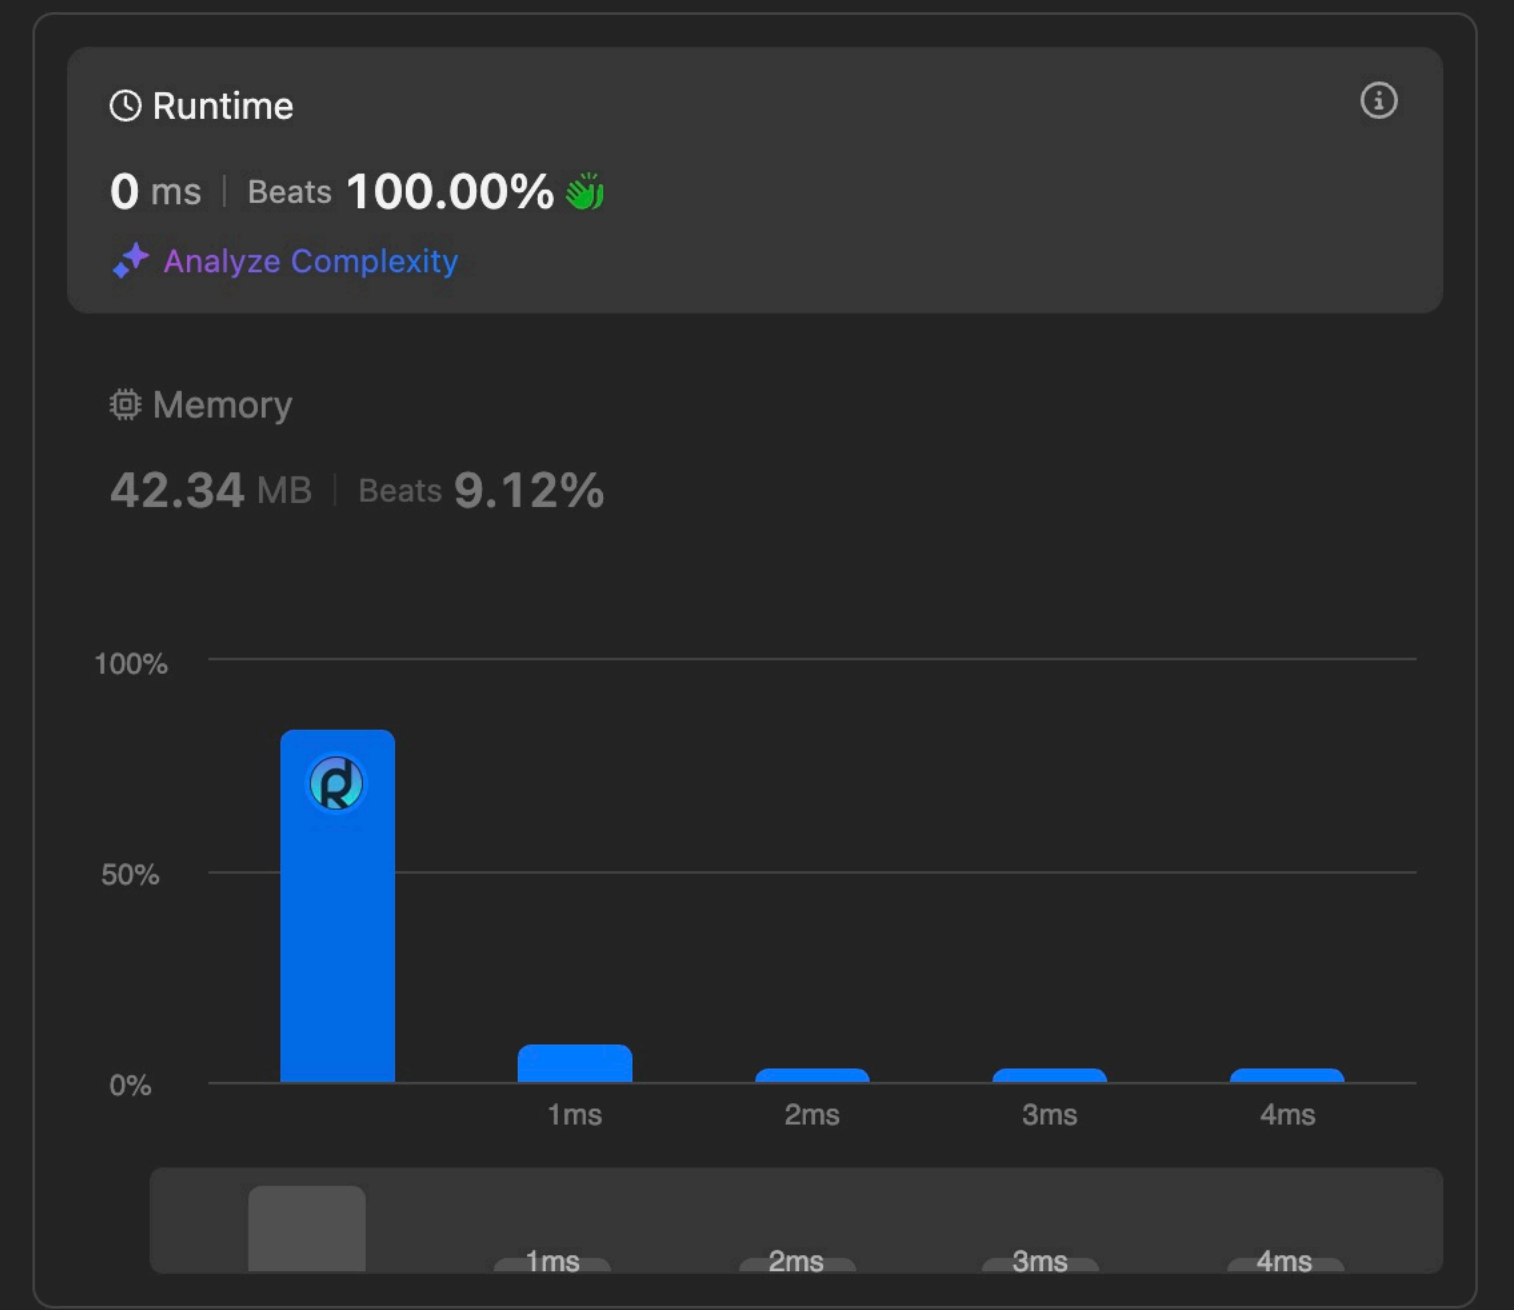 Runtime
0 ms | Beats 100.00%
Analyze Complexity
Memory
42.34 MB | Beats 9.12%
100%
50%
0%
1ms 2ms 3ms 4ms
1ms 2ms 3ms 4ms